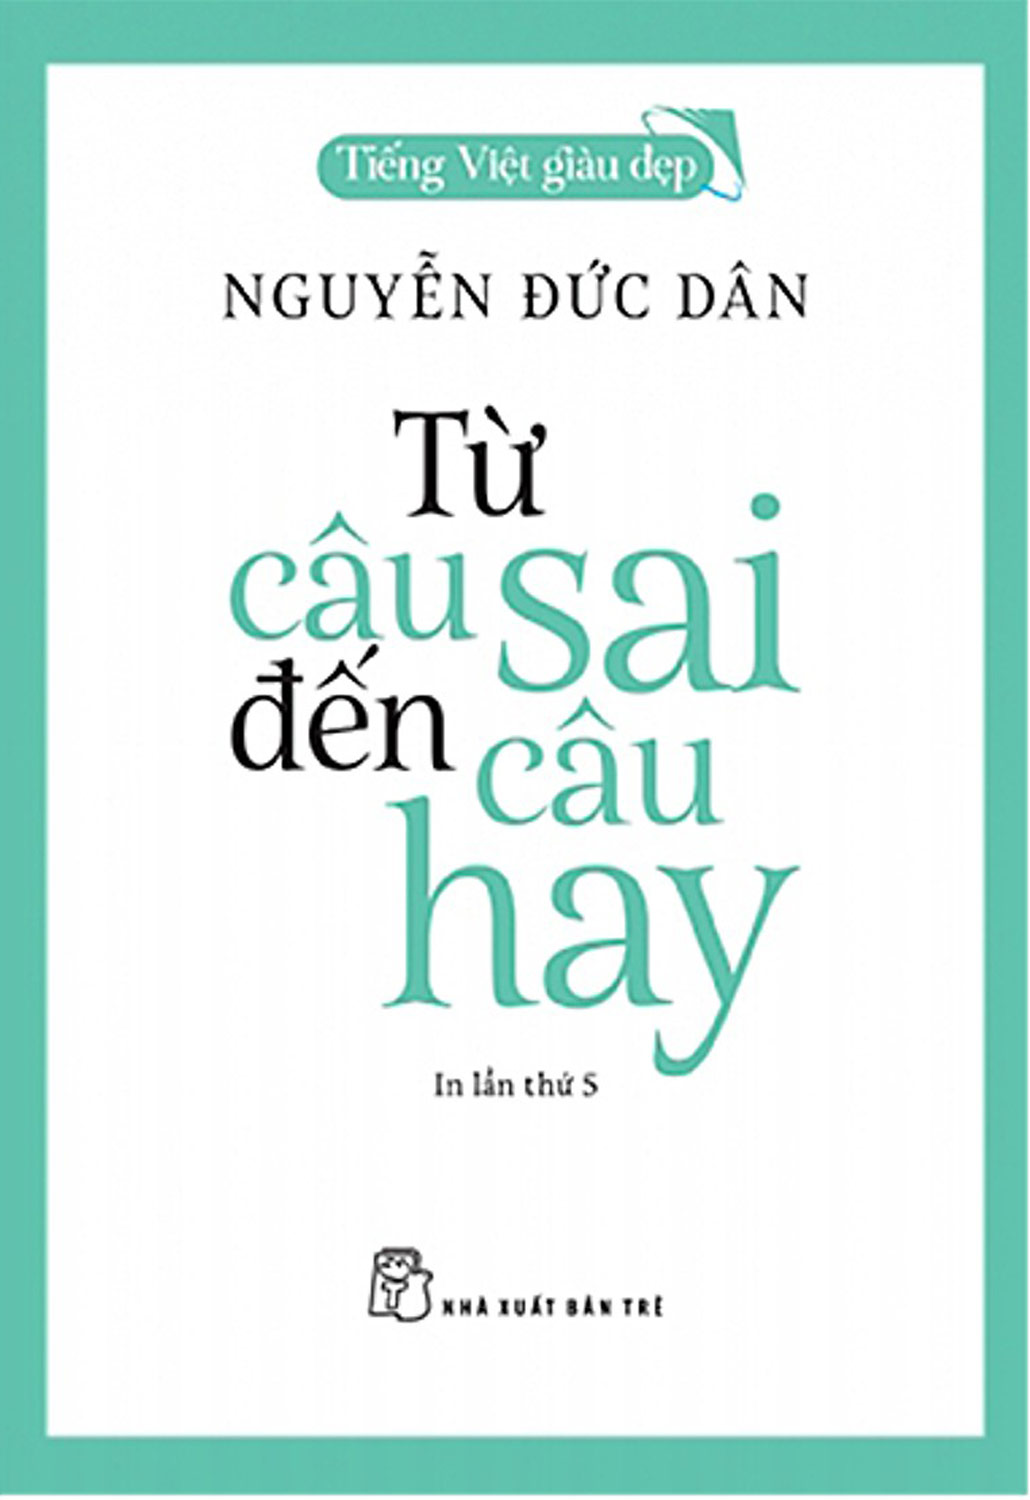 Tiếng Việt giàu đẹp
NGUYỄN ĐỨC DÂN
Từ
câu sai
đến câu
hay
In lần thứ 5
T NHÀ XUẤT BẢN TRẺ